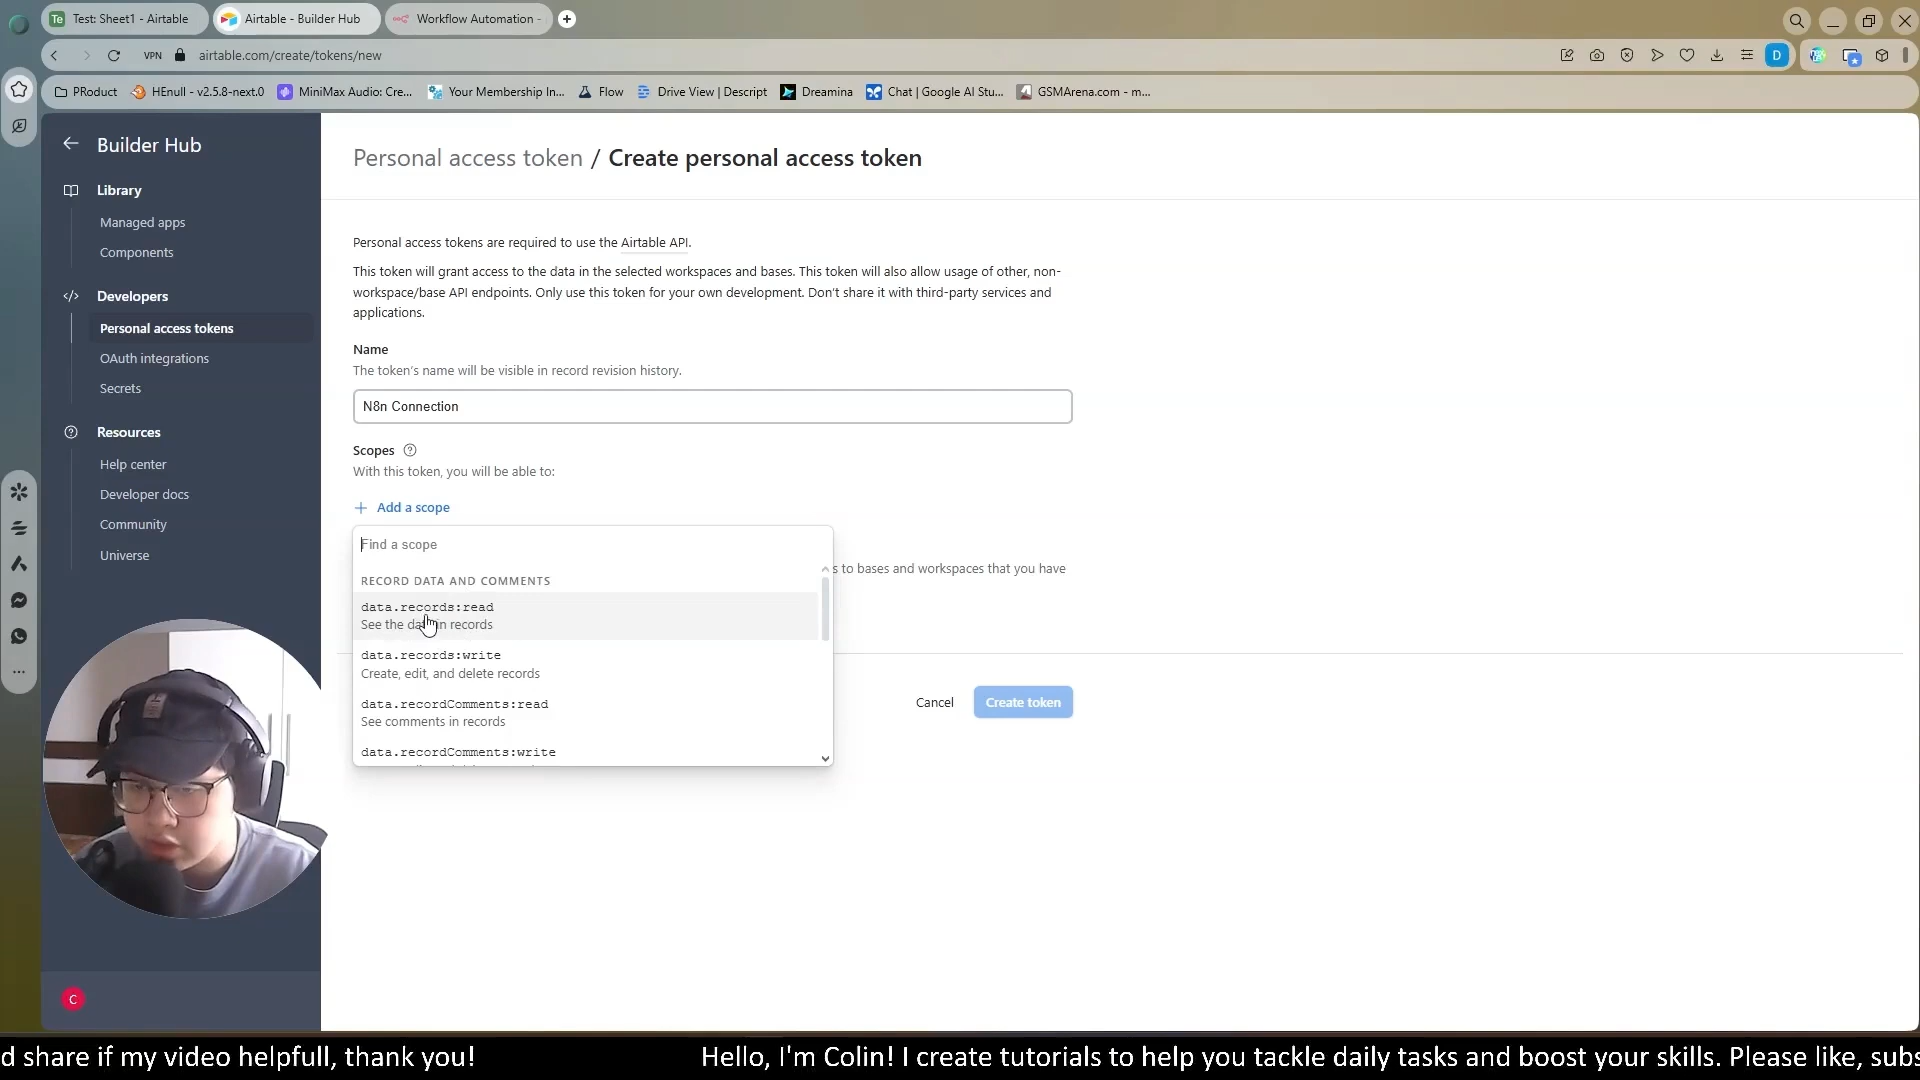 Test: Sheet1 - Airtable
Airtable - Builder Hub
Workflow Automation -
VPN
airtable.com/create/tokens/new
D
PRoduct
HEnull - v2.5.8-next.0
MiniMax Audio: Cre...
Your Membership In...
Flow
Drive View | Descript
Dreamina
Chat | Google AI Stu...
GSMArena.com - m...
Builder Hub
Library
Managed apps
Components
Developers
Personal access tokens
OAuth integrations
Secrets
Resources
Help center
Developer docs
Community
Universe
C
Personal access token / Create personal access token
Personal access tokens are required to use the Airtable API.
This token will grant access to the data in the selected workspaces and bases. This token will also allow usage of other, non-
workspace/base API endpoints. Only use this token for your own development. Don't share it with third-party services and
applications.
Name
The token's name will be visible in record revision history.
N8n Connection
Scopes
With this token, you will be able to:
Add a scope
Find a scope
RECORD DATA AND COMMENTS
data.records:read
See the data in records
data.records:write
Create, edit, and delete records
data.recordComments:read
See comments in records
data.recordComments:write
s to bases and workspaces that you have
Cancel
Create token
d share if my video helpfull, thank you!
Hello, I'm Colin! I create tutorials to help you tackle daily tasks and boost your skills. Please like, subs